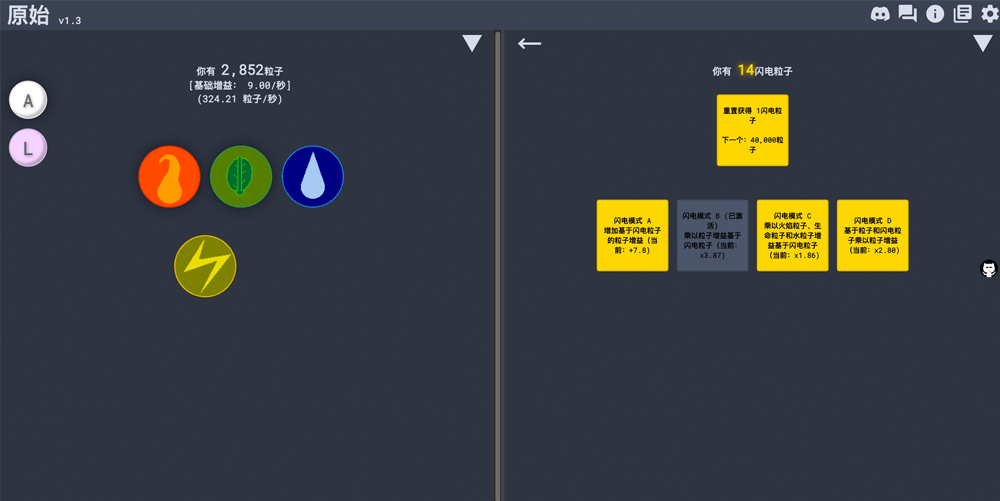 原始 v1.3
你有 2,852粒子
[基础增益: 9.00/秒]
(324.21 粒子/秒)
A
L
你有 14闪电粒子
重置获得 1闪电粒
子
下一个: 40,000粒
子
闪电模式 A
增加基于闪电粒子
的粒子增益 (当
前: +7.8)
闪电模式 B (已激
活)
乘以粒子增益基于
闪电粒子 (当前:
x3.87)
闪电模式 C
乘以火焰粒子、生
命粒子和水粒子增
益基于闪电粒子
(当前: x1.86)
闪电模式 D
基于粒子和闪电粒
子乘以粒子增益
(当前: x2.80)